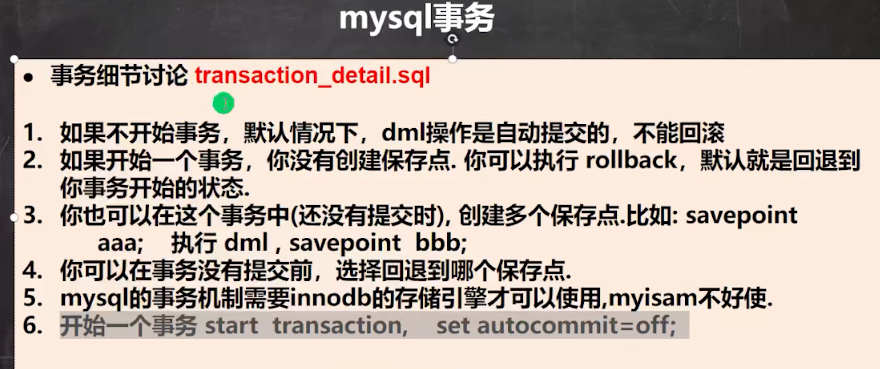 mysql事务
• 事务细节讨论 transaction_detail.sql
1. 如果不开始事务，默认情况下，dml操作是自动提交的，不能回滚
2. 如果开始一个事务，你没有创建保存点. 你可以执行 rollback，默认就是回退到
你事务开始的状态.
3. 你也可以在这个事务中(还没有提交时), 创建多个保存点.比如: savepoint
aaa; 执行 dml , savepoint bbb;
4. 你可以在事务没有提交前，选择回退到哪个保存点.
5. mysql的事务机制需要innodb的存储引擎才可以使用,myisam不好使.
6. 开始一个事务 start transaction, set autocommit=off;